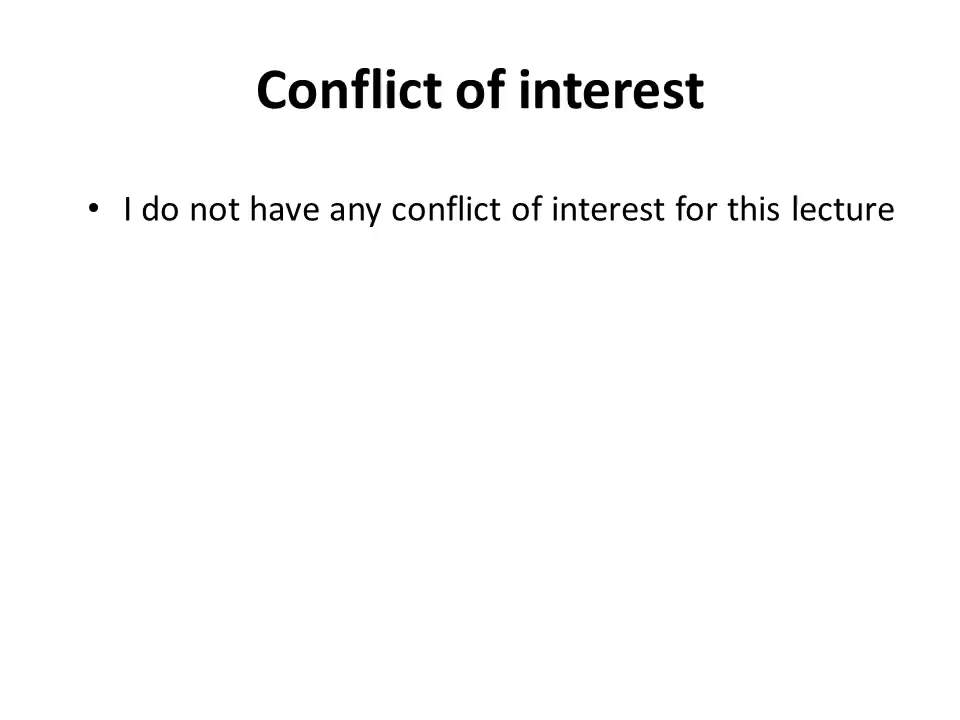 Conflict of interest
• I do not have any conflict of interest for this lecture